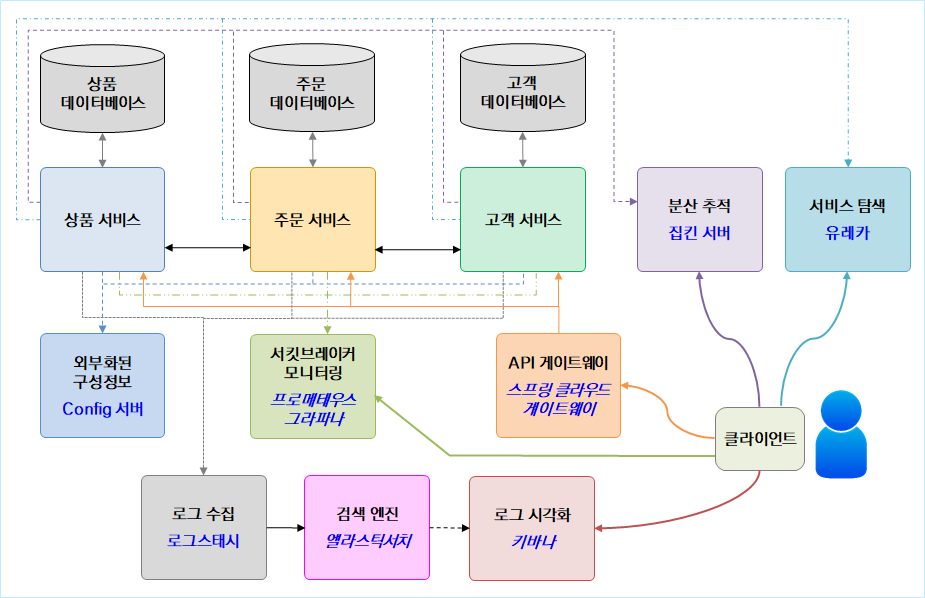 상품
데이터베이스
주문
데이터베이스
고객
데이터베이스
상품 서비스
주문 서비스
고객 서비스
분산 추적
집킨 서버
서비스 탐색
유레카
외부화된
구성정보
Config 서버
서킷브레이커
모니터링
프로메테우스
그라파나
API 게이트웨이
스프링 클라우드
게이트웨이
클라이언트
로그 수집
로그스태시
검색 엔진
엘라스틱서치
로그 시각화
키바나